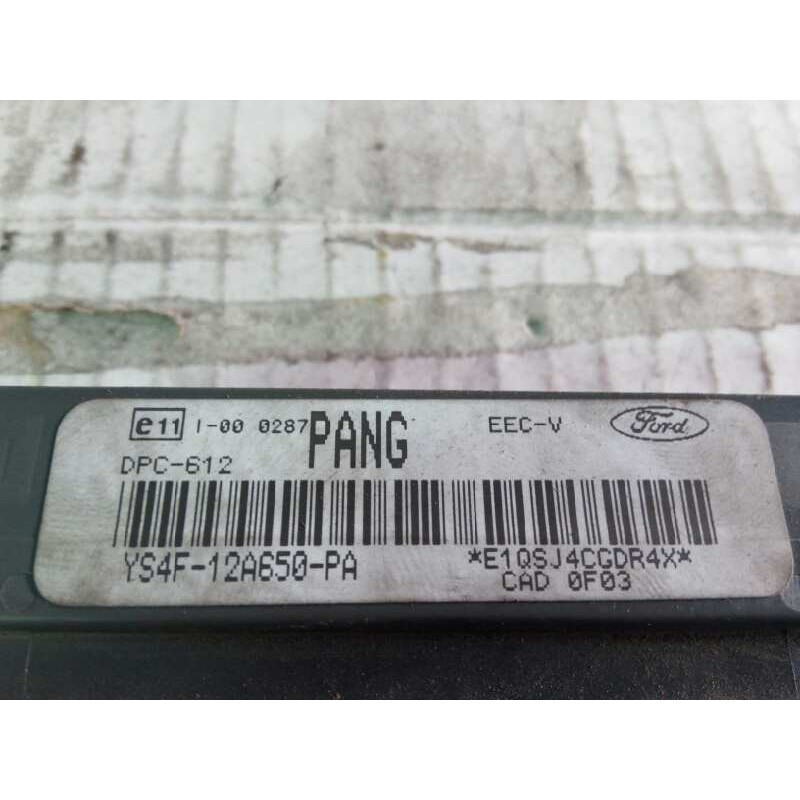 e11 I-00 0287 PANG EEC-V Ford
DPC-612
YS4F-12A650-PA *E1QSJ4CGDR4X*
CAD 0F03